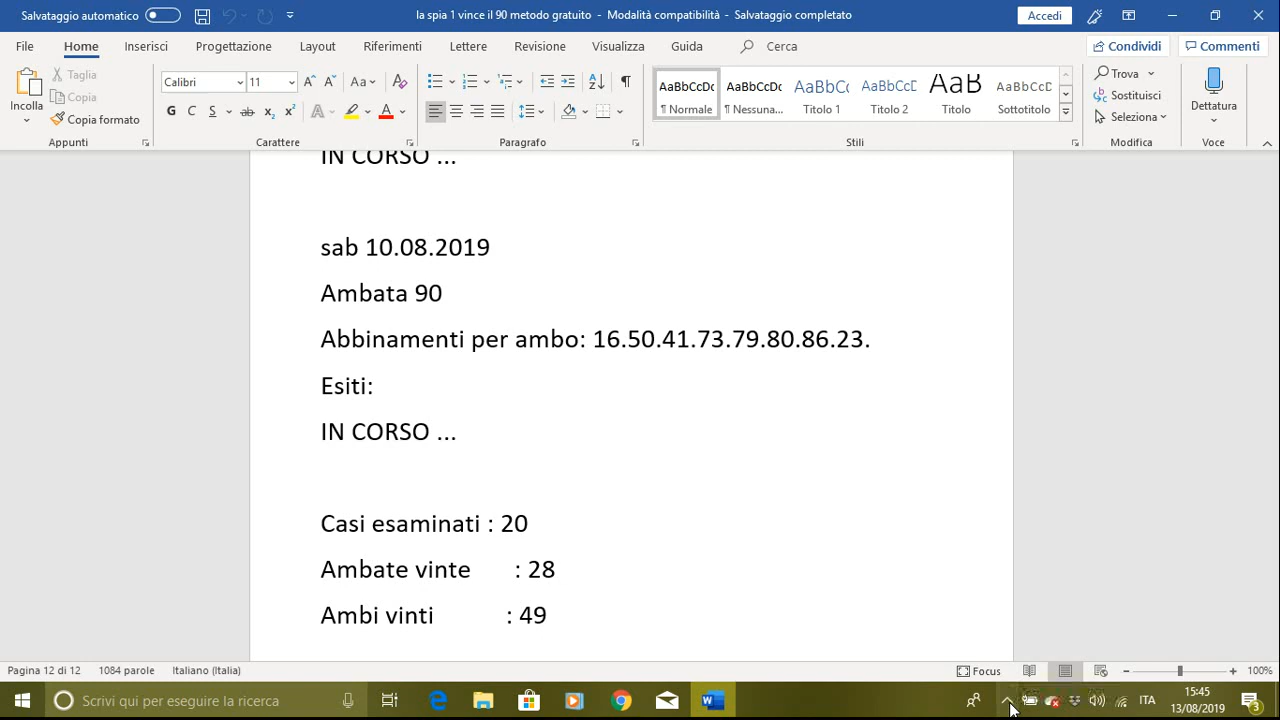 Salvataggio automatico
la spia 1 vince il 90 metodo gratuito - Modalità compatibilità - Salvataggio completato
Accedi
File Home Inserisci Progettazione Layout Riferimenti Lettere Revisione Visualizza Guida Cerca
Condividi Commenti
Incolla
Taglia
Copia
Copia formato
Appunti
Calibri 11
Aa
G C S ab x₂ x²
A A
Carattere
Paragrafo
AaBbCcDc ¶ Normale
AaBbCcDc ¶ Nessuna...
AaBbCc Titolo 1
AaBbCcE Titolo 2
AaB Titolo
AaBbCcD Sottotitolo
Stili
Trova
Sostituisci
Seleziona
Modifica
Dettatura
Voce
IN CORSO ...
sab 10.08.2019
Ambata 90
Abbinamenti per ambo: 16.50.41.73.79.80.86.23.
Esiti:
IN CORSO ...
Casi esaminati : 20
Ambate vinte : 28
Ambi vinti : 49
Pagina 12 di 12 1084 parole Italiano (Italia)
Focus
100%
Scrivi qui per eseguire la ricerca
ITA
15:45
13/08/2019
3